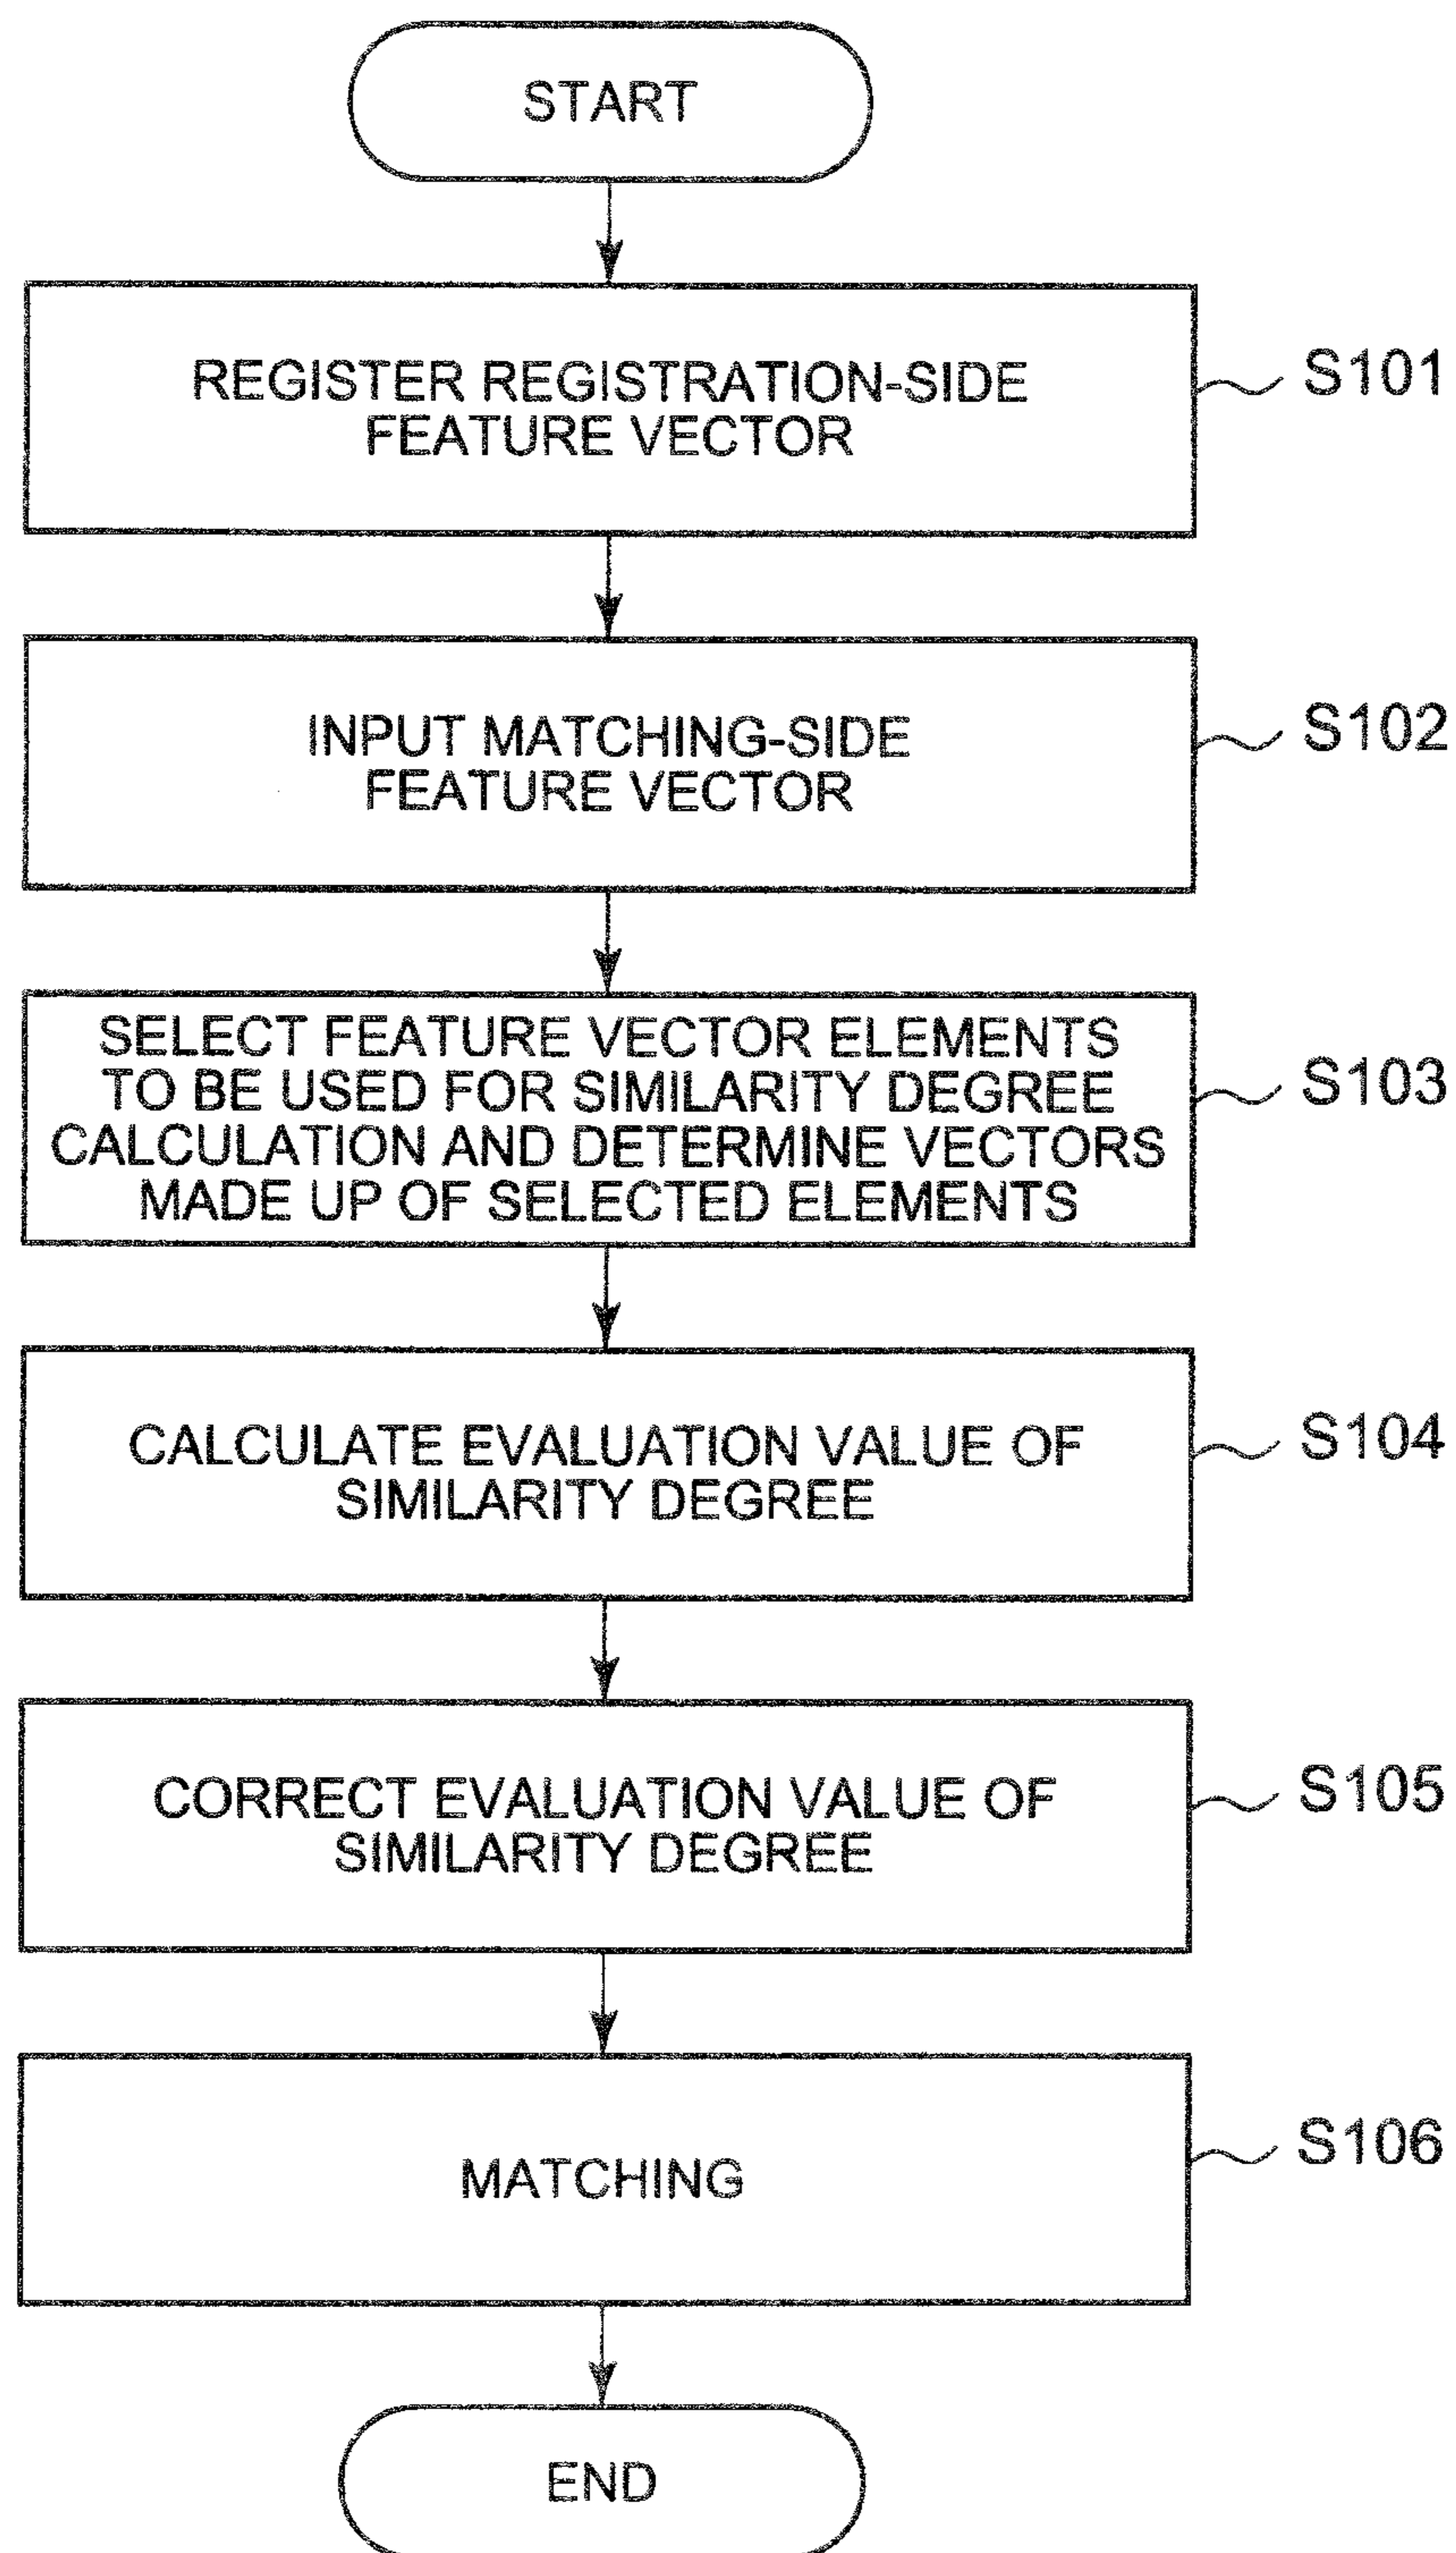 START
REGISTER REGISTRATION-SIDE
FEATURE VECTOR
S101
INPUT MATCHING-SIDE
FEATURE VECTOR
S102
SELECT FEATURE VECTOR ELEMENTS
TO BE USED FOR SIMILARITY DEGREE
CALCULATION AND DETERMINE VECTORS
MADE UP OF SELECTED ELEMENTS
S103
CALCULATE EVALUATION VALUE OF
SIMILARITY DEGREE
S104
CORRECT EVALUATION VALUE OF
SIMILARITY DEGREE
S105
MATCHING
S106
END